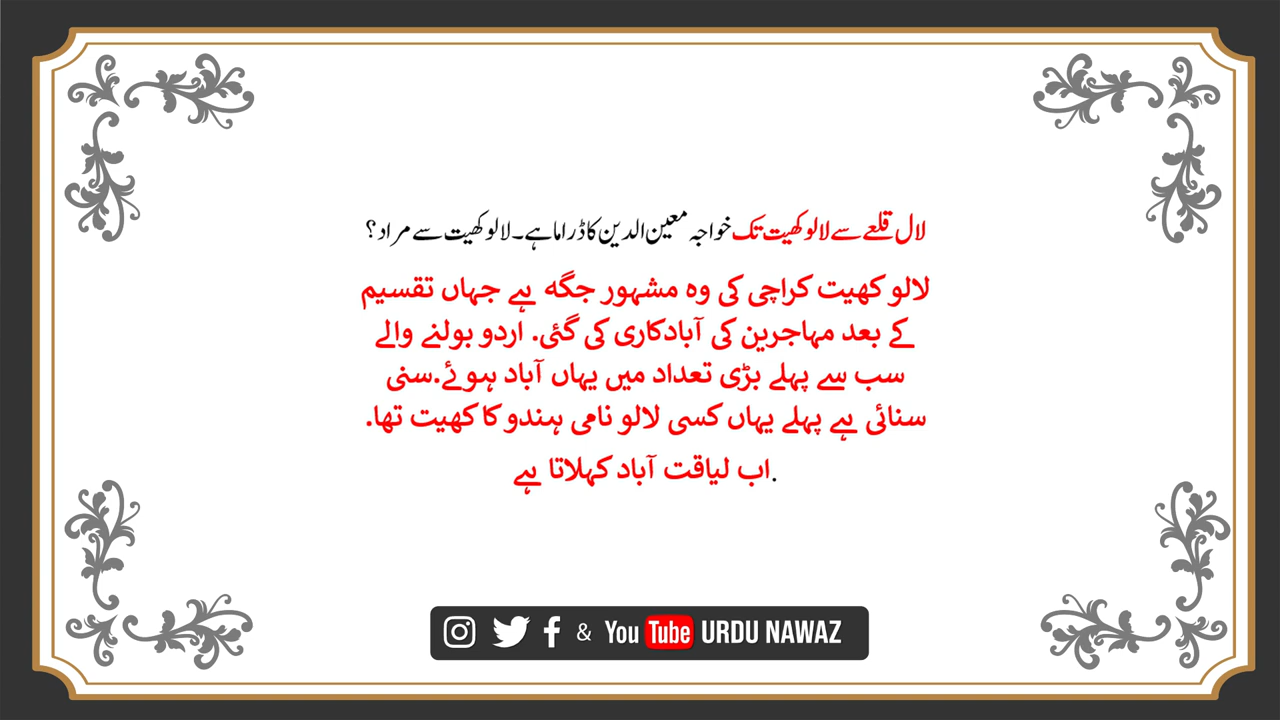 لال قلعے سے لالو کھیت تک خواجہ معین الدین کا ڈراما ہے۔ لالو کھیت سے مراد؟
لالو کھیت کراچی کی وہ مشہور جگہ ہے جہاں تقسیم
کے بعد مہاجرین کی آبادکاری کی گئی. اردو بولنے والے
سب سے پہلے بڑی تعداد میں یہاں آباد ہوئے.سنی
سنائی ہے پہلے یہاں کسی لالو نامی ہندو کا کھیت تھا.
.اب لیاقت آباد کہلاتا ہے
& You Tube URDU NAWAZ